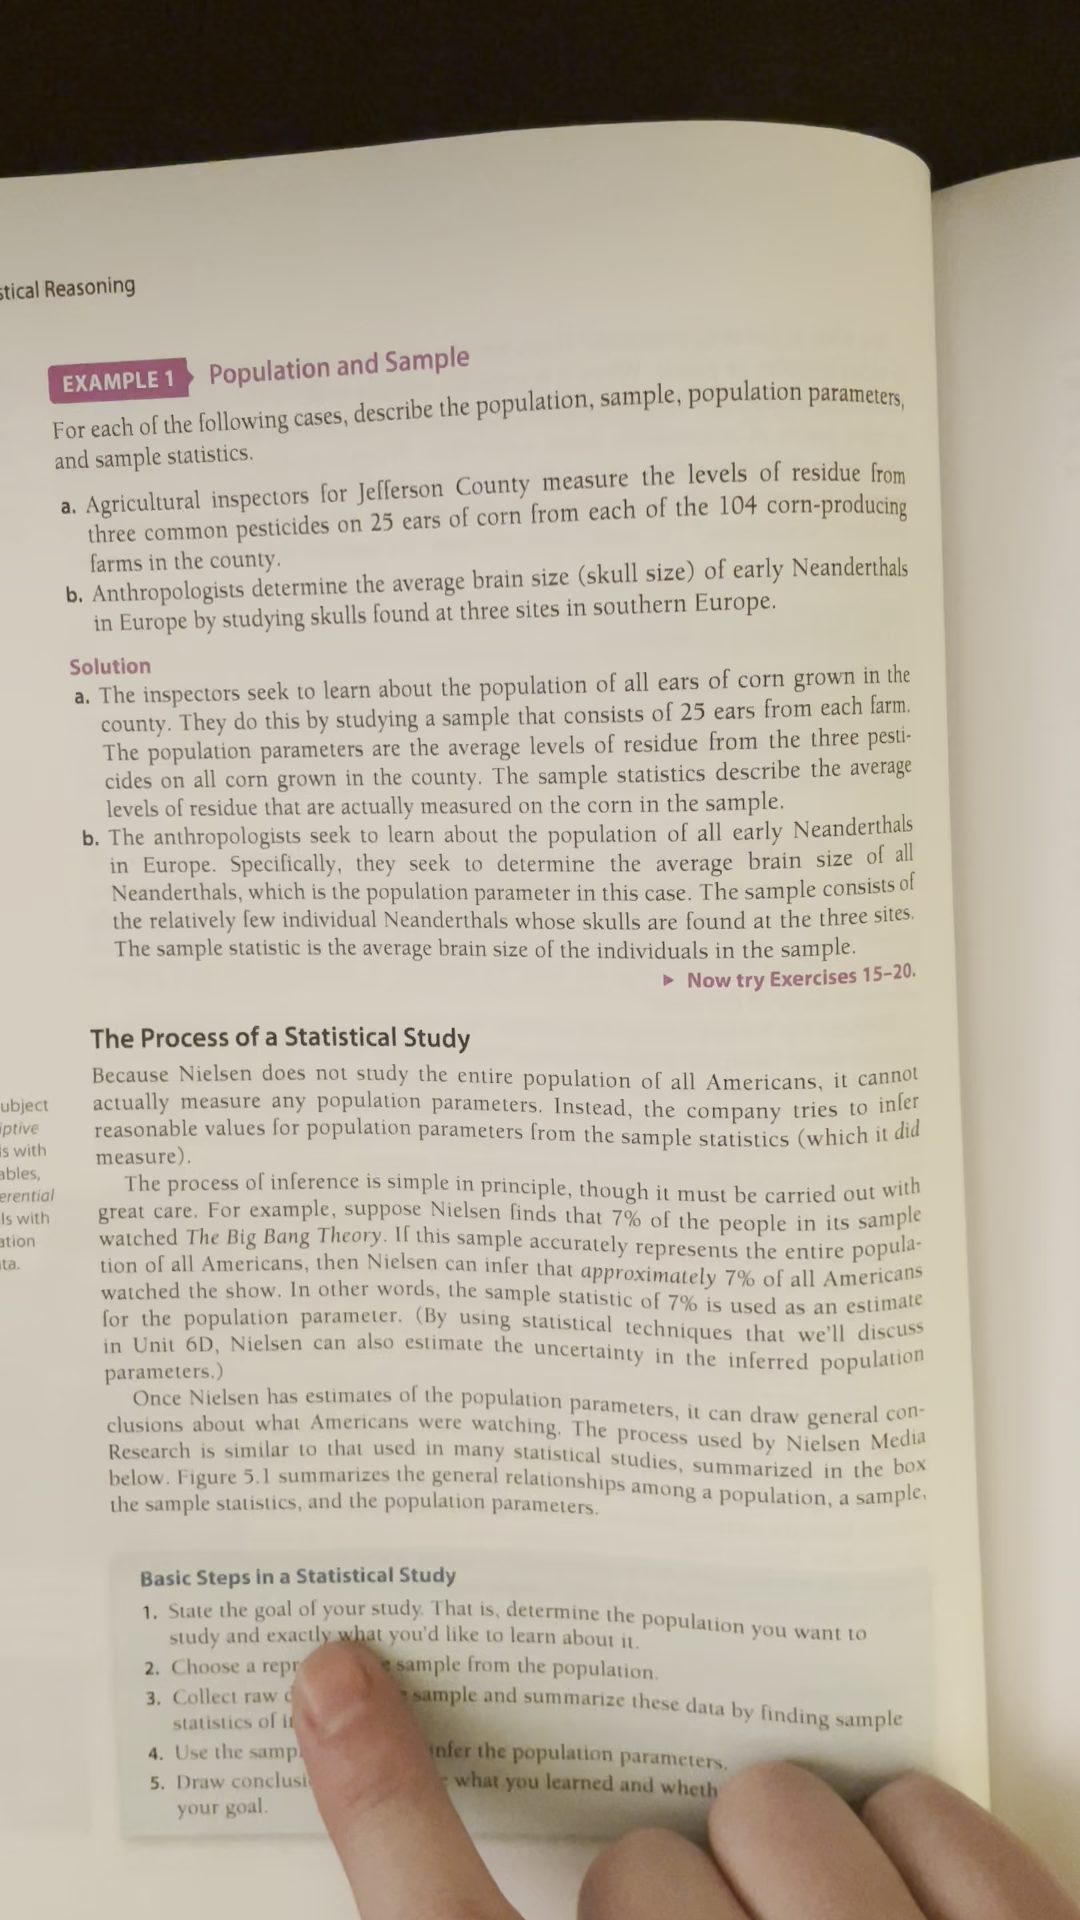 stical Reasoning
EXAMPLE 1 Population and Sample
For each of the following cases, describe the population, sample, population parameters,
and sample statistics.
a. Agricultural inspectors for Jefferson County measure the levels of residue from
three common pesticides on 25 ears of corn from each of the 104 corn-producing
farms in the county.
b. Anthropologists determine the average brain size (skull size) of early Neanderthals
in Europe by studying skulls found at three sites in southern Europe.
Solution
a. The inspectors seek to learn about the population of all ears of corn grown in the
county. They do this by studying a sample that consists of 25 ears from each farm.
The population parameters are the average levels of residue from the three pesti-
cides on all corn grown in the county. The sample statistics describe the average
levels of residue that are actually measured on the corn in the sample.
b. The anthropologists seek to learn about the population of all early Neanderthals
in Europe. Specifically, they seek to determine the average brain size of all
Neanderthals, which is the population parameter in this case. The sample consists of
the relatively few individual Neanderthals whose skulls are found at the three sites.
The sample statistic is the average brain size of the individuals in the sample.
▶ Now try Exercises 15–20.
The Process of a Statistical Study
Because Nielsen does not study the entire population of all Americans, it cannot
actually measure any population parameters. Instead, the company tries to infer
reasonable values for population parameters from the sample statistics (which it did
measure).
The process of inference is simple in principle, though it must be carried out with
great care. For example, suppose Nielsen finds that 7% of the people in its sample
watched The Big Bang Theory. If this sample accurately represents the entire popula-
tion of all Americans, then Nielsen can infer that approximately 7% of all Americans
watched the show. In other words, the sample statistic of 7% is used as an estimate
for the population parameter. (By using statistical techniques that we'll discuss
in Unit 6D, Nielsen can also estimate the uncertainty in the inferred population
parameters.)
Once Nielsen has estimates of the population parameters, it can draw general con-
clusions about what Americans were watching. The process used by Nielsen Media
Research is similar to that used in many statistical studies, summarized in the box
below. Figure 5.1 summarizes the general relationships among a population, a sample,
the sample statistics, and the population parameters.
ubject
iptive
s with
ables,
erential
ls with
ation
ta.
Basic Steps in a Statistical Study
1. State the goal of your study. That is, determine the population you want to
study and exactly what you'd like to learn about it.
2. Choose a repr sample from the population.
3. Collect raw sample and summarize these data by finding sample
statistics of
4. Use the samp nfer the population parameters.
5. Draw conclusi what you learned and wheth
your goal.